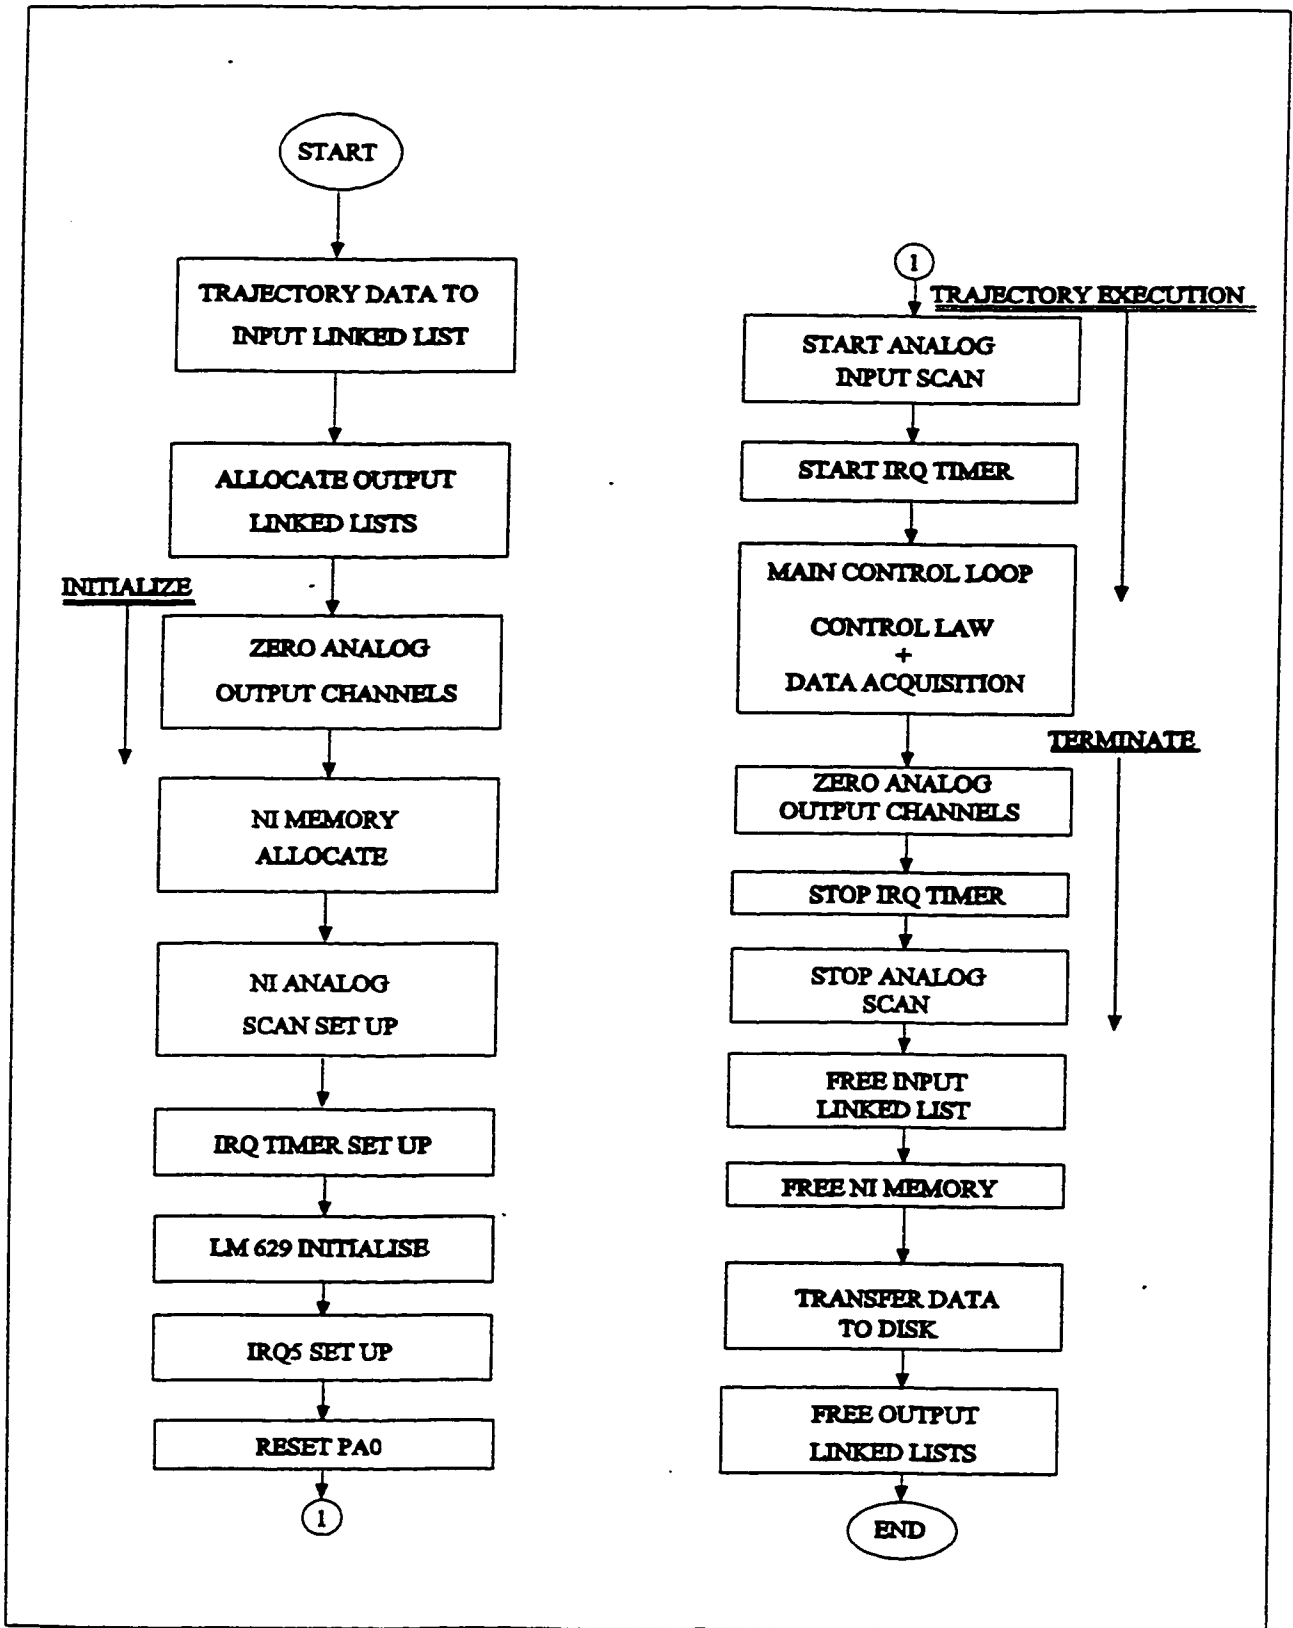 START
TRAJECTORY DATA TO
INPUT LINKED LIST
ALLOCATE OUTPUT
LINKED LISTS
INITIALIZE
ZERO ANALOG
OUTPUT CHANNELS
NI MEMORY
ALLOCATE
NI ANALOG
SCAN SET UP
IRQ TIMER SET UP
LM 629 INITIALISE
IRQ5 SET UP
RESET PA0
1
1
TRAJECTORY EXECUTION
START ANALOG
INPUT SCAN
START IRQ TIMER
MAIN CONTROL LOOP
CONTROL LAW
+
DATA ACQUISITION
TERMINATE
ZERO ANALOG
OUTPUT CHANNELS
STOP IRQ TIMER
STOP ANALOG
SCAN
FREE INPUT
LINKED LIST
FREE NI MEMORY
TRANSFER DATA
TO DISK
FREE OUTPUT
LINKED LISTS
END